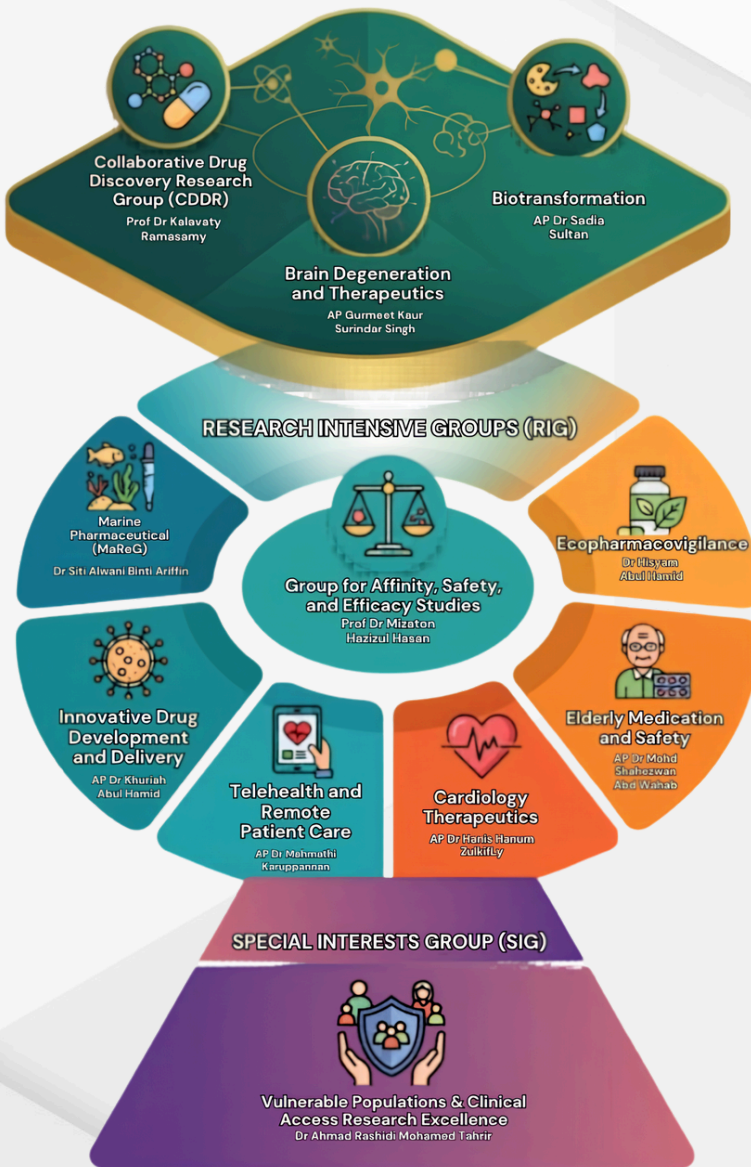 Collaborative Drug
Discovery Research
Group (CDDR)
Prof Dr Kalavaty
Ramasamy
Biotransformation
AP Dr Sadia
Sultan
Brain Degeneration
and Therapeutics
AP Gurmeet Kaur
Surindar Singh
RESEARCH INTENSIVE GROUPS (RIG)
Marine
Pharmaceutical
(MaReG)
Dr Siti Alwani Binti Ariffin
Group for Affinity, Safety,
and Efficacy Studies
Prof Dr Mizaton
Hazizul Hasan
Ecopharmacovigilance
Dr Hisyam
Abul Hamid
Innovative Drug
Development
and Delivery
AP Dr Khuriah
Abul Hamid
Telehealth and
Remote
Patient Care
AP Dr Mahmathi
Karuppannan
Cardiology
Therapeutics
AP Dr Hanis Hanum
Zulkifly
Elderly Medication
and Safety
AP Dr Mohd
Shahezwan
Abd Wahab
SPECIAL INTERESTS GROUP (SIG)
Vulnerable Populations & Clinical
Access Research Excellence
Dr Ahmad Rashidi Mohamed Tahrir